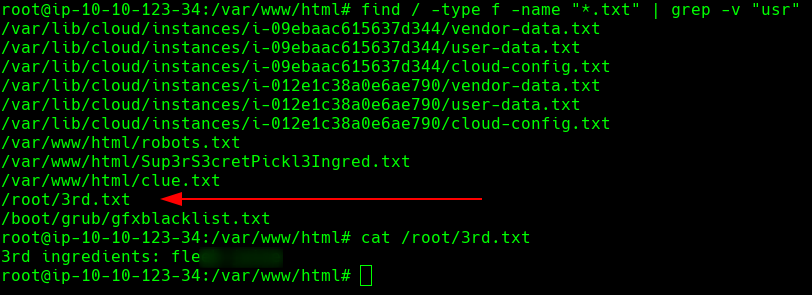 root@ip-10-10-123-34:/var/www/html# find / -type f -name "*.txt" | grep -v "usr"
/var/lib/cloud/instances/i-09ebaac615637d344/vendor-data.txt
/var/lib/cloud/instances/i-09ebaac615637d344/user-data.txt
/var/lib/cloud/instances/i-09ebaac615637d344/cloud-config.txt
/var/lib/cloud/instances/i-012e1c38a0e6ae790/vendor-data.txt
/var/lib/cloud/instances/i-012e1c38a0e6ae790/user-data.txt
/var/lib/cloud/instances/i-012e1c38a0e6ae790/cloud-config.txt
/var/www/html/robots.txt
/var/www/html/Sup3rS3cretPickl3Ingred.txt
/var/www/html/clue.txt
/root/3rd.txt
/boot/grub/gfxblacklist.txt
root@ip-10-10-123-34:/var/www/html# cat /root/3rd.txt
3rd ingredients: fle
root@ip-10-10-123-34:/var/www/html#